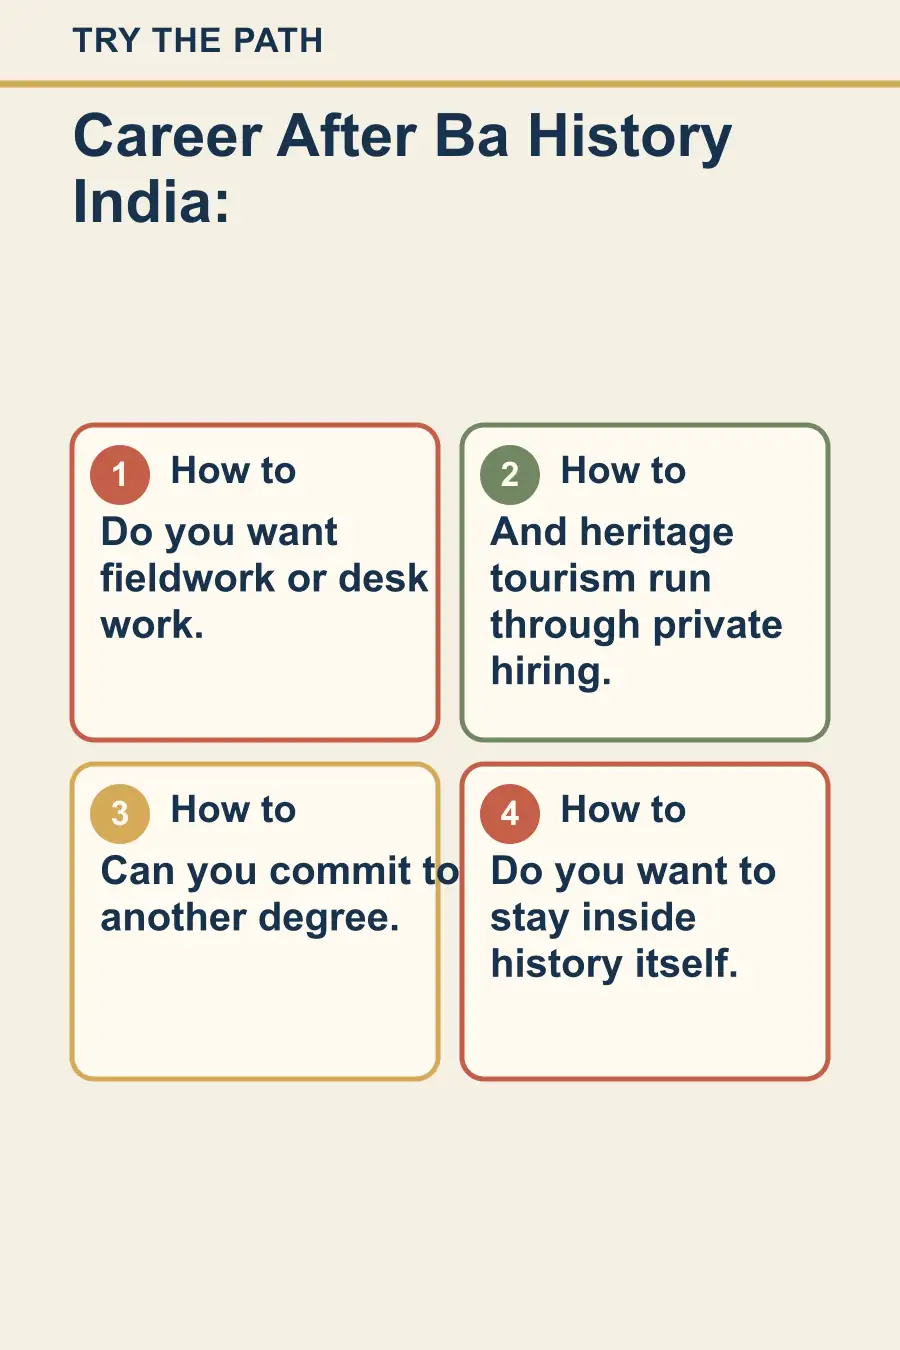 TRY THE PATH
Career After Ba History
India:
1 How to
Do you want
fieldwork or desk
work.
2 How to
And heritage
tourism run
through private
hiring.
3 How to
Can you commit to
another degree.
4 How to
Do you want to
stay inside
history itself.